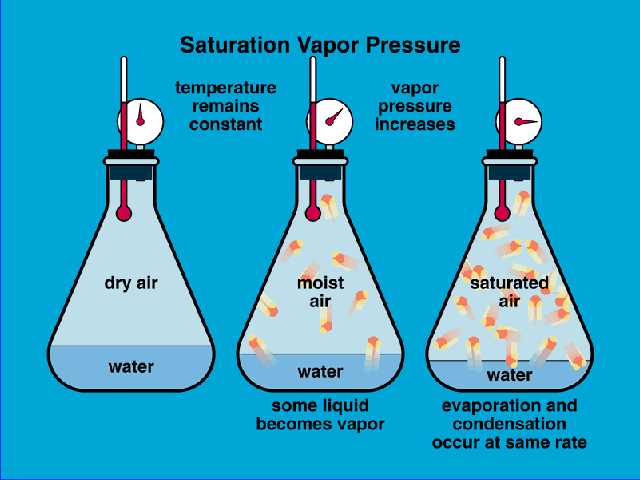 Saturation Vapor Pressure
temperature
remains
constant
vapor
pressure
increases
dry air
moist
air
saturated
air
water
water
water
some liquid
becomes vapor
evaporation and
condensation
occur at same rate